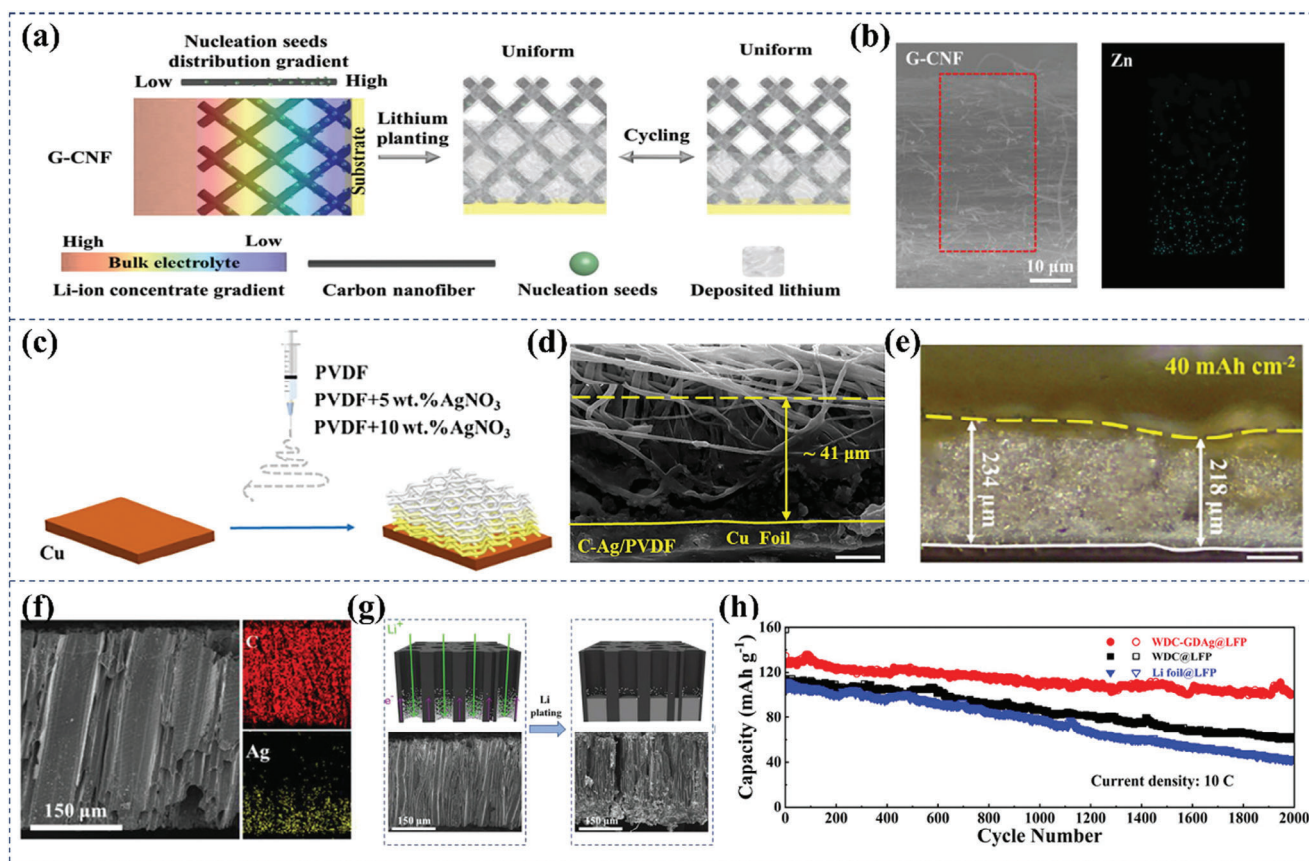 (a)
Nucleation seeds
distribution gradient
Low
High
G-CNF
Substrate
Lithium
planting
Uniform
Cycling
Uniform
High
Low
Bulk electrolyte
Li-ion concentrate gradient
Carbon nanofiber
Nucleation seeds
Deposited lithium
(b)
G-CNF
10 μm
Zn
(c)
PVDF
PVDF+5 wt.%AgNO₃
PVDF+10 wt.%AgNO₃
Cu
(d)
~ 41 μm
C-Ag/PVDF
Cu Foil
(e)
40 mAh cm⁻²
234 μm
218 μm
(f)
150 μm
C
Ag
(g)
Li⁺
e⁻
150 μm
Li
plating
150 μm
(h)
Capacity (mAh g⁻¹)
160
120
80
40
0
WDC-GDAg@LFP
WDC@LFP
Li foil@LFP
Current density: 10 C
0 200 400 600 800 1000 1200 1400 1600 1800 2000
Cycle Number